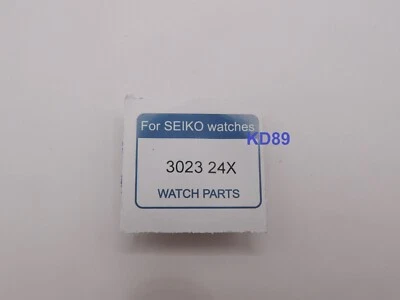 For SEIKO watches
KD89
3023 24X
WATCH PARTS